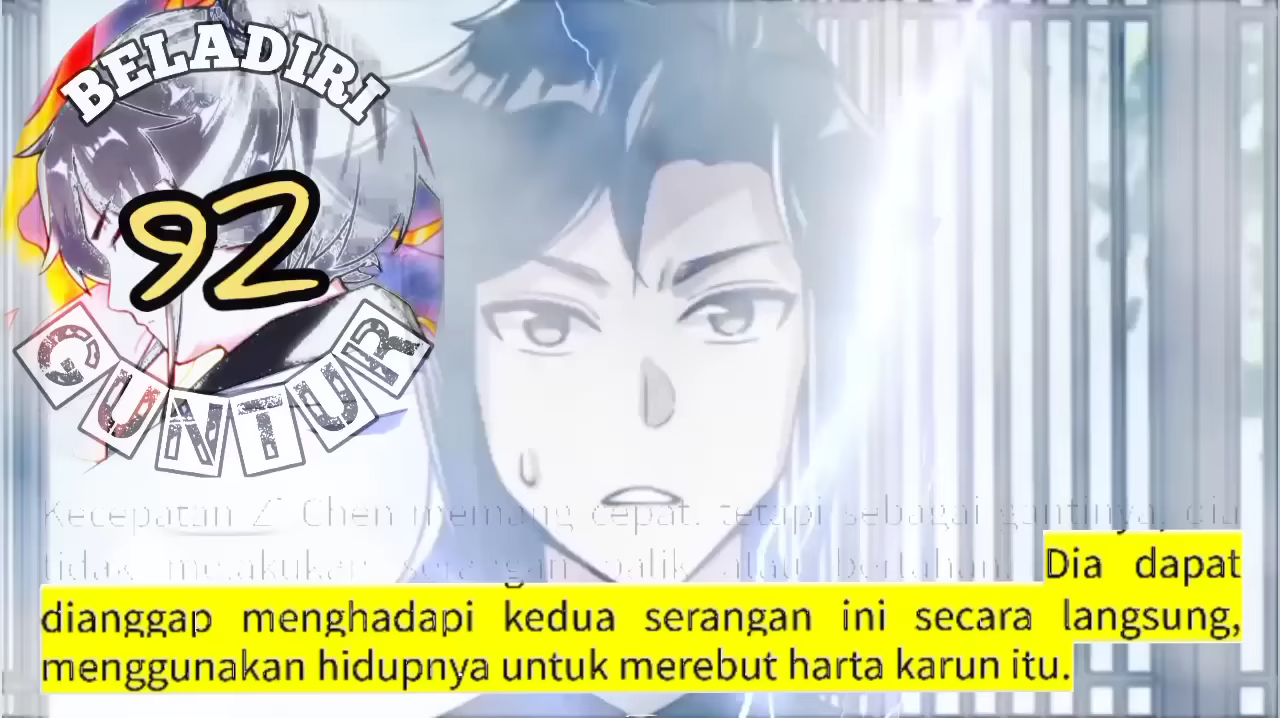 BELADIRI
92
GUNTUR
Kecepatan Z Chen memang cepat, tetapi sebagai gantinya, dia
tidak melakukan serangan balik atau bertahan. Dia dapat
dianggap menghadapi kedua serangan ini secara langsung,
menggunakan hidupnya untuk merebut harta karun itu.